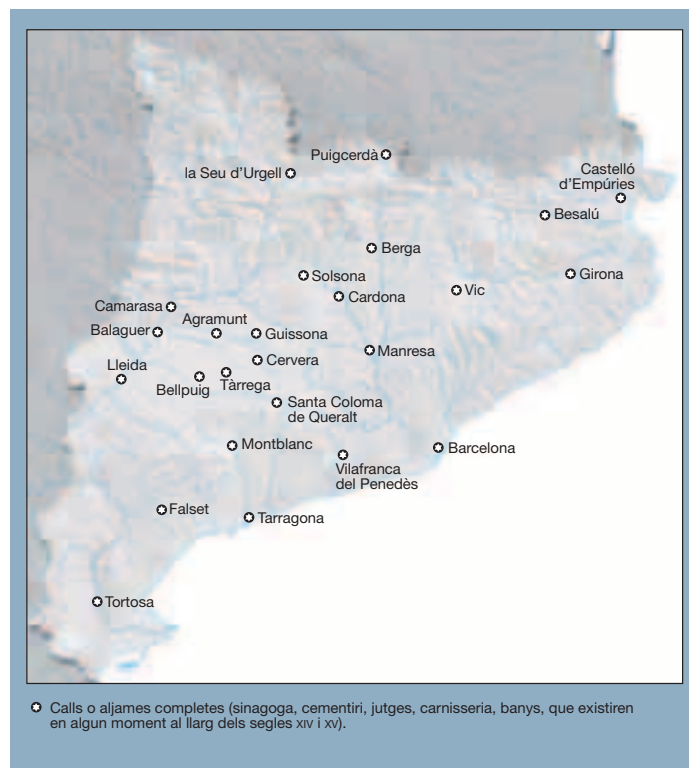 Puigcerdà
la Seu d'Urgell
Castelló
d'Empúries
Besalú
Berga
Solsona
Girona
Cardona
Vic
Camarasa
Agramunt
Balaguer
Guissona
Manresa
Cervera
Lleida
Bellpuig
Tàrrega
Santa Coloma
de Queralt
Montblanc
Barcelona
Vilafranca
del Penedès
Falset
Tarragona
Tortosa
Calls o aljames completes (sinagoga, cementiri, jutges, carnisseria, banys, que existiren
en algun moment al llarg dels segles XIV i XV).